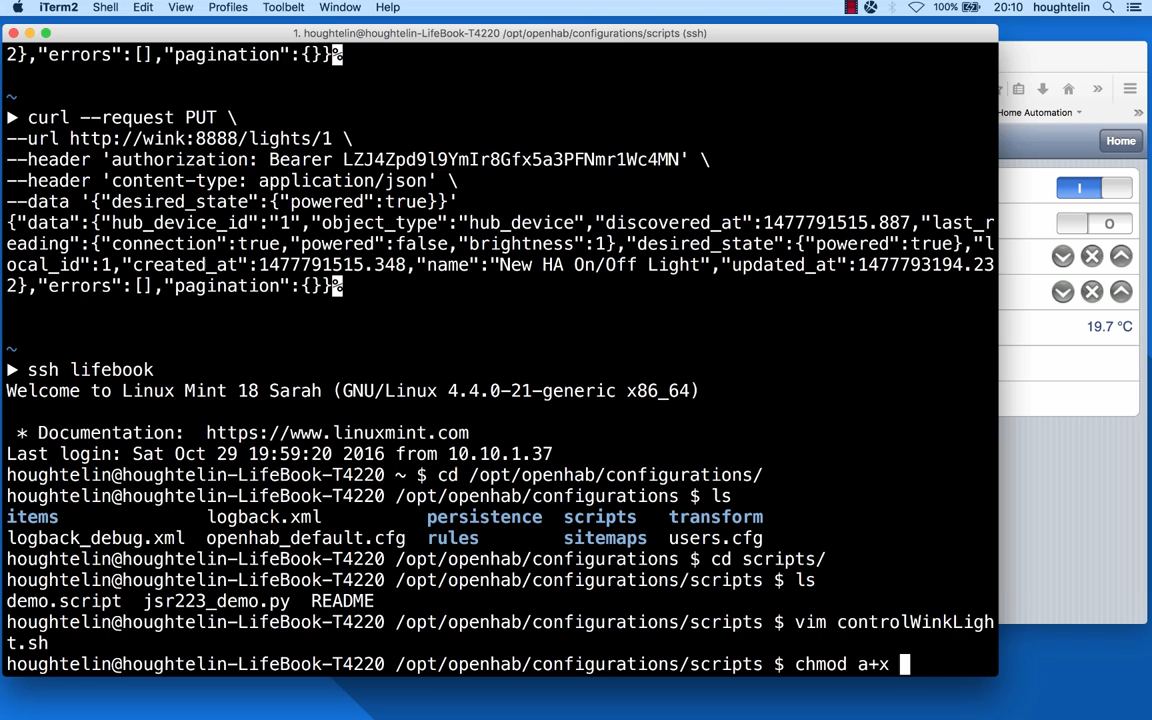 iTerm2 Shell Edit View Profiles Toolbelt Window Help 100% 20:10 houghtelin
1. houghtelin@houghtelin-LifeBook-T4220 /opt/openhab/configurations/scripts (ssh)
2},"errors":[],"pagination":{}}%
~
▶ curl --request PUT \
--url http://wink:8888/lights/1 \
--header 'authorization: Bearer LZJ4Zpd9l9YmIr8Gfx5a3PFNmr1Wc4MN' \
--header 'content-type: application/json' \
--data '{"desired_state":{"powered":true}}'
{"data":{"hub_device_id":"1","object_type":"hub_device","discovered_at":1477791515.887,"last_r
eading":{"connection":true,"powered":false,"brightness":1},"desired_state":{"powered":true},"l
ocal_id":1,"created_at":1477791515.348,"name":"New HA On/Off Light","updated_at":1477793194.23
2},"errors":[],"pagination":{}}%
~
▶ ssh lifebook
Welcome to Linux Mint 18 Sarah (GNU/Linux 4.4.0-21-generic x86_64)
* Documentation: https://www.linuxmint.com
Last login: Sat Oct 29 19:59:20 2016 from 10.10.1.37
houghtelin@houghtelin-LifeBook-T4220 ~ $ cd /opt/openhab/configurations/
houghtelin@houghtelin-LifeBook-T4220 /opt/openhab/configurations $ ls
items logback.xml persistence scripts transform
logback_debug.xml openhab_default.cfg rules sitemaps users.cfg
houghtelin@houghtelin-LifeBook-T4220 /opt/openhab/configurations $ cd scripts/
houghtelin@houghtelin-LifeBook-T4220 /opt/openhab/configurations/scripts $ ls
demo.script jsr223_demo.py README
houghtelin@houghtelin-LifeBook-T4220 /opt/openhab/configurations/scripts $ vim controlWinkLigh
t.sh
houghtelin@houghtelin-LifeBook-T4220 /opt/openhab/configurations/scripts $ chmod a+x
Home Automation
Home
I
O
19.7 °C